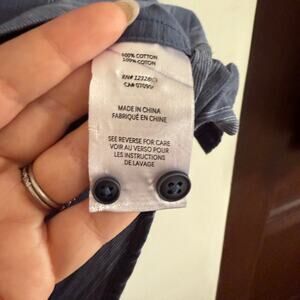 100% COTTON
100% COTON
RN#
CA#
MADE IN CHINA
FABRIQUÉ EN CHINE
SEE REVERSE FOR CARE
VOIR AU VERSO POUR
LES INSTRUCTIONS
DE LAVAGE